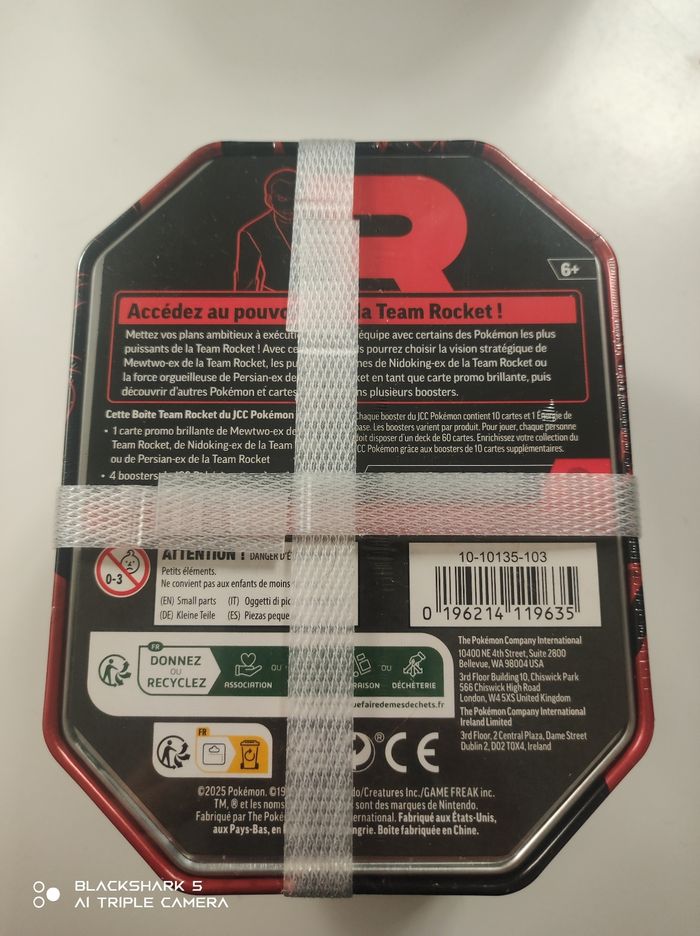 R
6+
Accédez au la Team Rocket !
Mettez vos plans ambitieux à équipe avec certains des Pokémon les plus
puissants de la Team Rocket ! Avec pourrez choisir la vision stratégique de
Mewtwo-ex de la Team Rocket, les de Nidoking-ex de la Team Rocket ou
la force orgueilleuse de Persian-ex de en tant que carte promo brillante, puis
découvrir d'autres Pokémon et cartes plusieurs boosters.
Cette Boîte Team Rocket du JCC Pokémon
• 1 carte promo brillante de Mewtwo-ex de
Team Rocket, de Nidoking-ex de la Team
ou de Persian-ex de la Team Rocket
• 4 boosters
Chaque booster du JCC Pokémon contient 10 cartes et 1 Énergie de
base. Les boosters varient par produit. Pour jouer, chaque personne
doit disposer d'un deck de 60 cartes. Enrichissez votre collection du
JCC Pokémon grâce aux boosters de 10 cartes supplémentaires.
0-3
ATTENTION ! DANGER
Petits éléments.
Ne convient pas aux enfants de moins
(EN) Small parts (IT) Oggetti di
(DE) Kleine Teile (ES) Piezas
10-10135-103
0 196214 119635
FR
DONNEZ
OU
RECYCLEZ
ASSOCIATION
OU
OU
DÉCHÈTERIE
FR
® CE
The Pokémon Company International
10400 NE 4th Street, Suite 2800
Bellevue, WA 98004 USA
3rd Floor Building 10, Chiswick Park
566 Chiswick High Road
London, W4 5XS United Kingdom
The Pokémon Company International
Ireland Limited
3rd Floor, 2 Central Plaza, Dame Street
Dublin 2, D02 T0X4, Ireland
©2025 Pokémon. /Creatures Inc./GAME FREAK inc.
TM, ® et les noms sont des marques de Nintendo.
Fabriqué par The Fabriqué aux États-Unis,
aux Pays-Bas, Boîte fabriquée en Chine.
BLACKSHARK 5
AI TRIPLE CAMERA